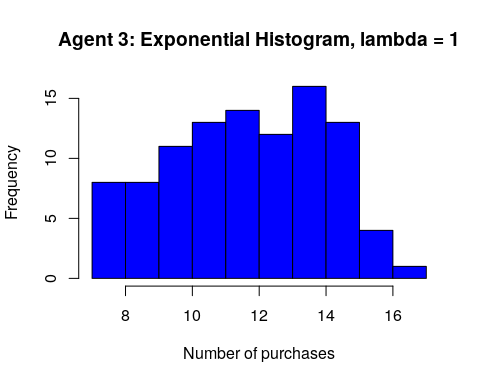 Agent 3: Exponential Histogram, lambda = 1
15
10
5
0
Frequency
8 10 12 14 16
Number of purchases